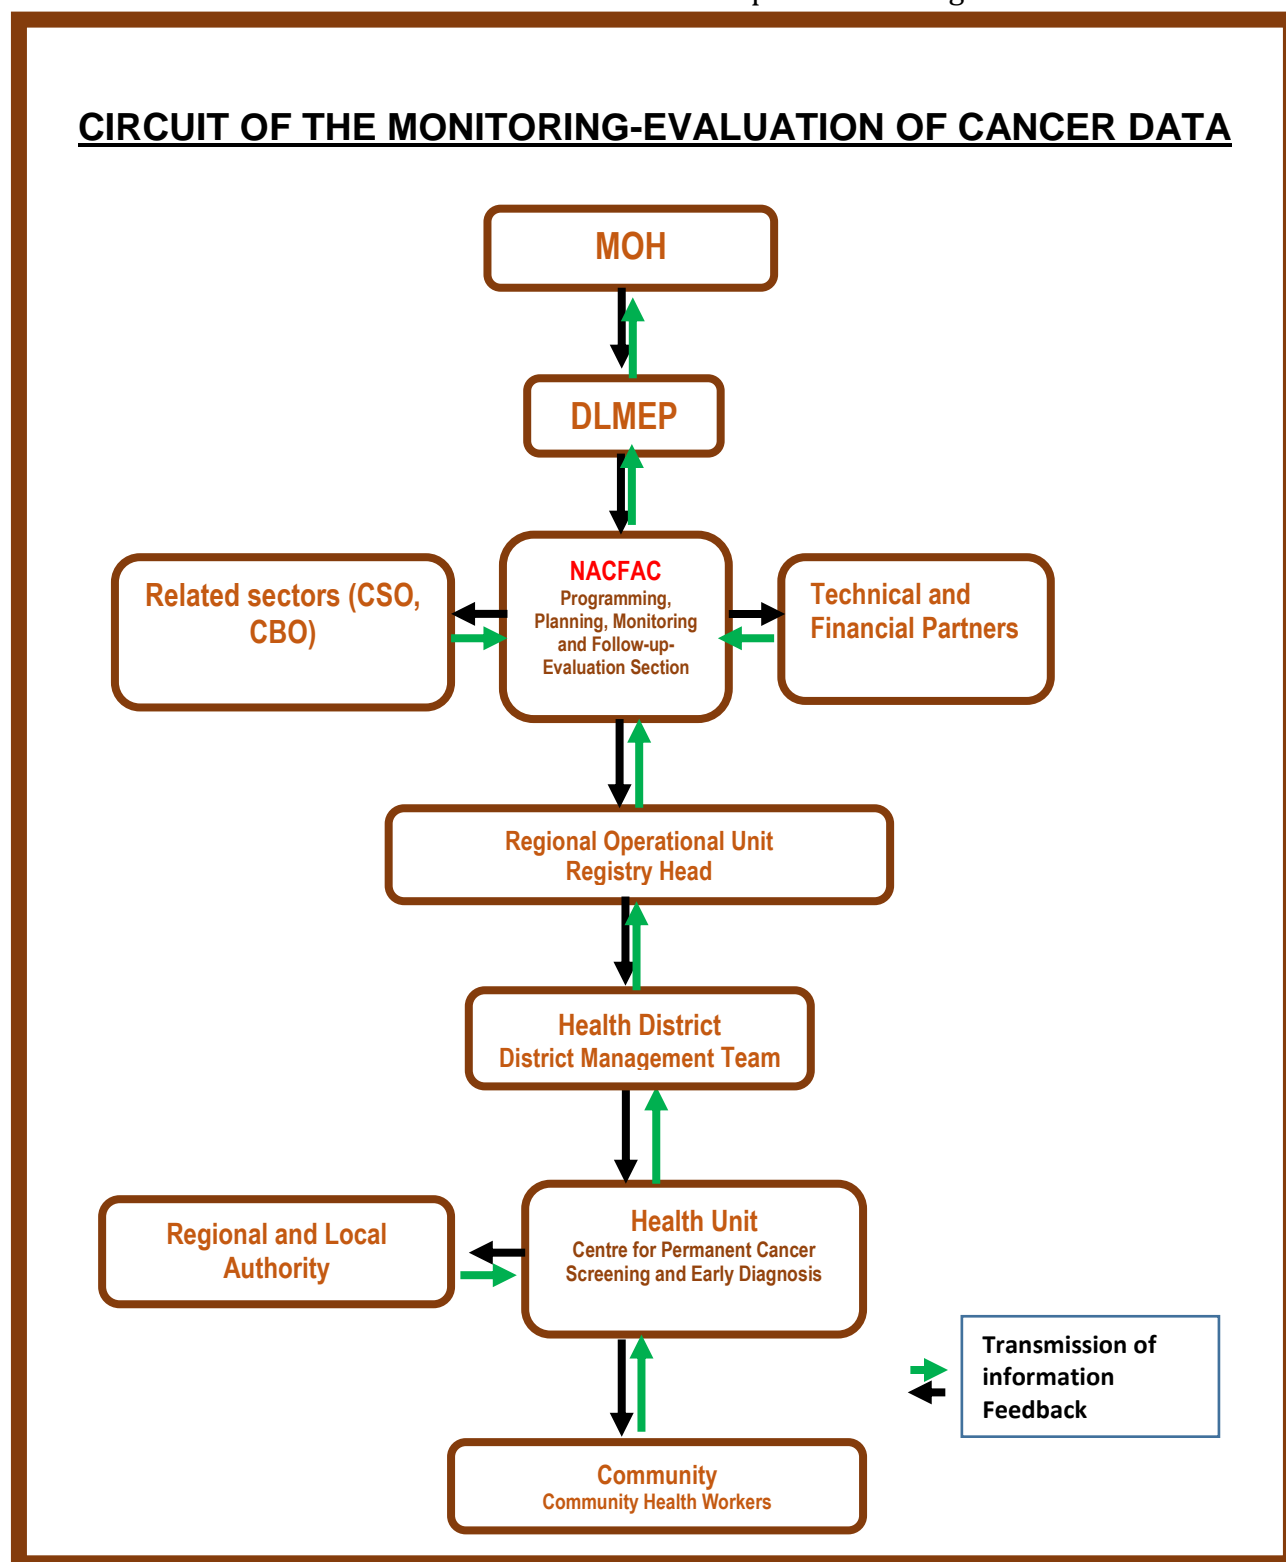 CIRCUIT OF THE MONITORING-EVALUATION OF CANCER DATA
MOH
DLMEP
Related sectors (CSO,
CBO)
NACFAC
Programming,
Planning, Monitoring
and Follow-up-
Evaluation Section
Technical and
Financial Partners
Regional Operational Unit
Registry Head
Health District
District Management Team
Regional and Local
Authority
Health Unit
Centre for Permanent Cancer
Screening and Early Diagnosis
Transmission of
information
Feedback
Community
Community Health Workers